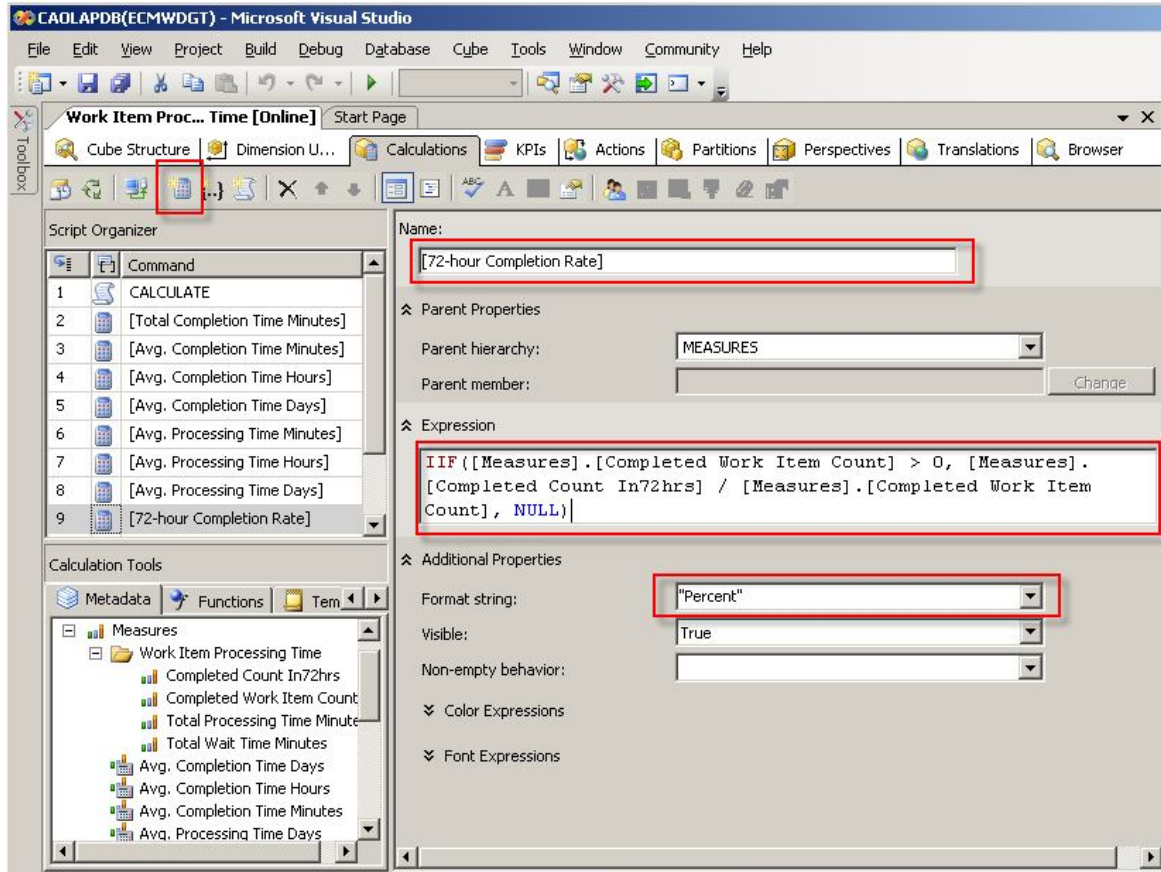 CAOLAPDB(ECMWDGT) - Microsoft Visual Studio
File Edit View Project Build Debug Database Cube Tools Window Community Help
Toolbox
Work Item Proc... Time [Online] Start Page
Cube Structure Dimension U... Calculations KPIs Actions Partitions Perspectives Translations Browser
Script Organizer
Command
1 CALCULATE
2 [Total Completion Time Minutes]
3 [Avg. Completion Time Minutes]
4 [Avg. Completion Time Hours]
5 [Avg. Completion Time Days]
6 [Avg. Processing Time Minutes]
7 [Avg. Processing Time Hours]
8 [Avg. Processing Time Days]
9 [72-hour Completion Rate]
Calculation Tools
Metadata Functions Tem
Measures
Work Item Processing Time
Completed Count In72hrs
Completed Work Item Count
Total Processing Time Minute
Total Wait Time Minutes
Avg. Completion Time Days
Avg. Completion Time Hours
Avg. Completion Time Minutes
Avg. Processing Time Days
Name:
[72-hour Completion Rate]
Parent Properties
Parent hierarchy: MEASURES
Parent member: Change
Expression
IIF([Measures].[Completed Work Item Count] > 0, [Measures].
[Completed Count In72hrs] / [Measures].[Completed Work Item
Count], NULL)
Additional Properties
Format string: "Percent"
Visible: True
Non-empty behavior:
Color Expressions
Font Expressions